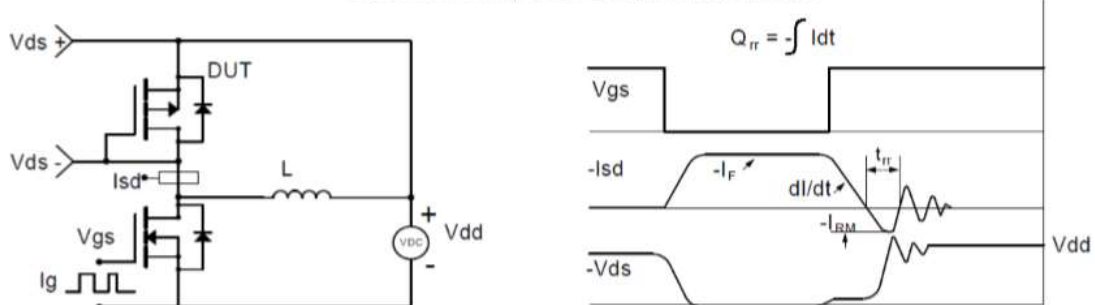 Vds +
DUT
Vds -
Isd
L
Vgs
Ig
+
VDC
-
Vdd
Qrr = -∫ Idt
Vgs
-Isd
-IF
dI/dt
trr
-IRM
-Vds
Vdd